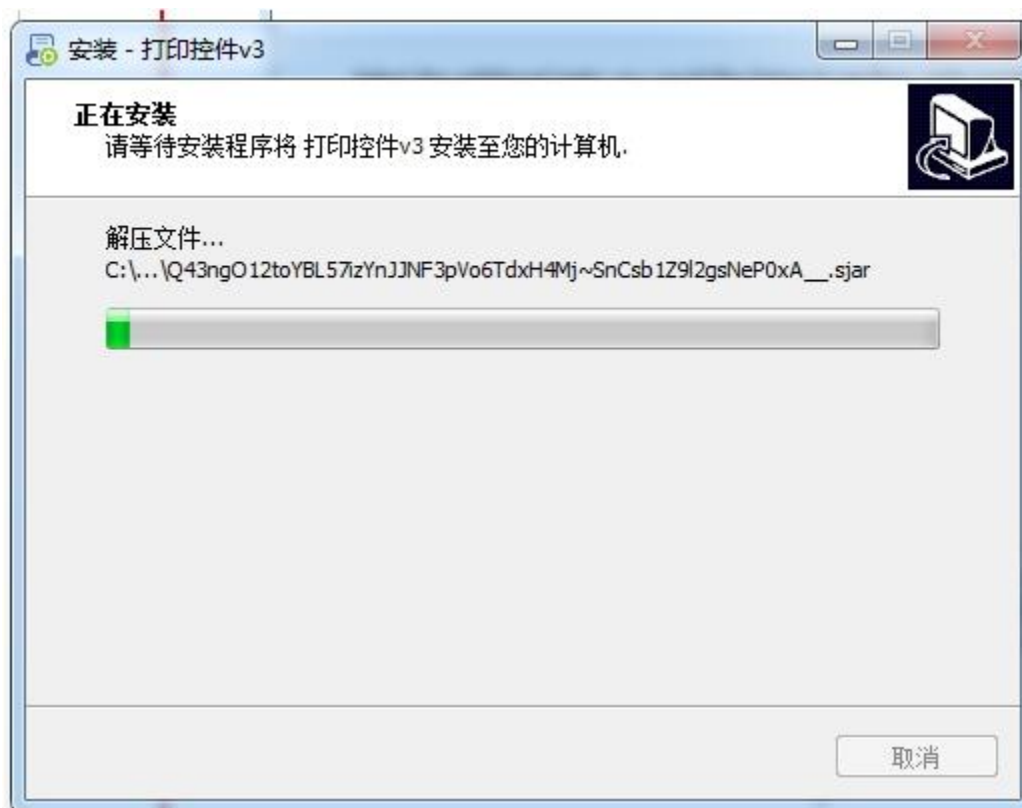 安装 - 打印控件v3
正在安装
请等待安装程序将 打印控件v3 安装至您的计算机.
解压文件...
C:\...\Q43ngO12toYBL57izYnJJNF3pVo6TdxH4Mj~SnCsb1Z9l2gsNeP0xA__.sjar
取消